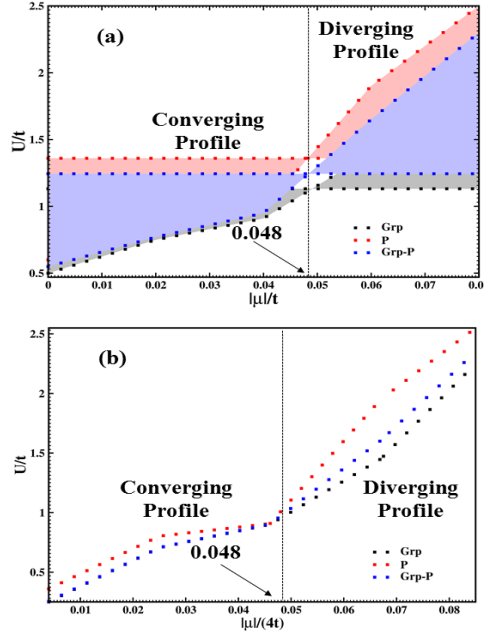 2.5
(a)
Diverging
Profile
2
U/t
Converging
Profile
1.5
1
0.048
Grp
P
Grp-P
0.5
0 0.01 0.02 0.03 0.04 0.05 0.06 0.07 0.0
|μ|/t
2.5
(b)
2
U/t
1.5
Converging
Profile
Diverging
Profile
1
0.048
Grp
P
Grp-P
0.5
0.01 0.02 0.03 0.04 0.05 0.06 0.07 0.08
|μ|/(4t)